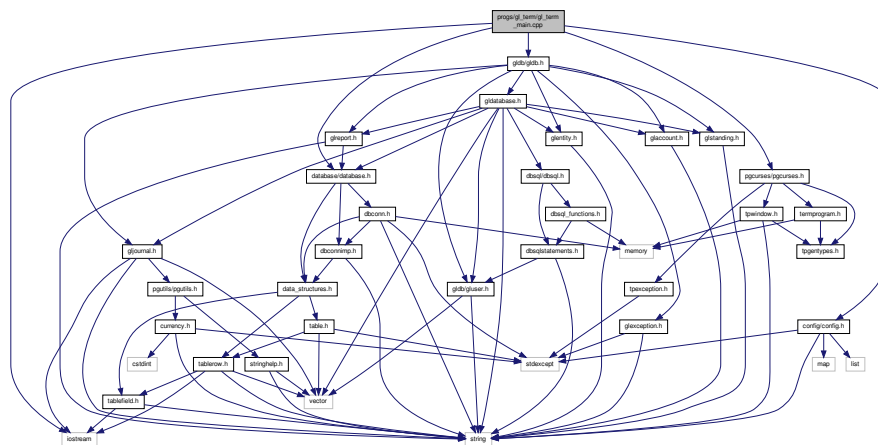 progs/gl_term/gl_term
_main.cpp
gldb/gldb.h
gldatabase.h
glreport.h
glentity.h
glaccount.h
glstanding.h
database/database.h
dbsql/dbsql.h
pgcurses/pgcurses.h
dbconn.h
dbsql_functions.h
tpwindow.h
termprogram.h
gljournal.h
dbconnimp.h
dbsqlstatements.h
memory
tpgentypes.h
pgutils/pgutils.h
data_structures.h
gldb/gluser.h
tpexception.h
currency.h
table.h
glexception.h
config/config.h
cstdint
tablerow.h
stringhelp.h
stdexcept
map
list
tablefield.h
vector
iostream
string